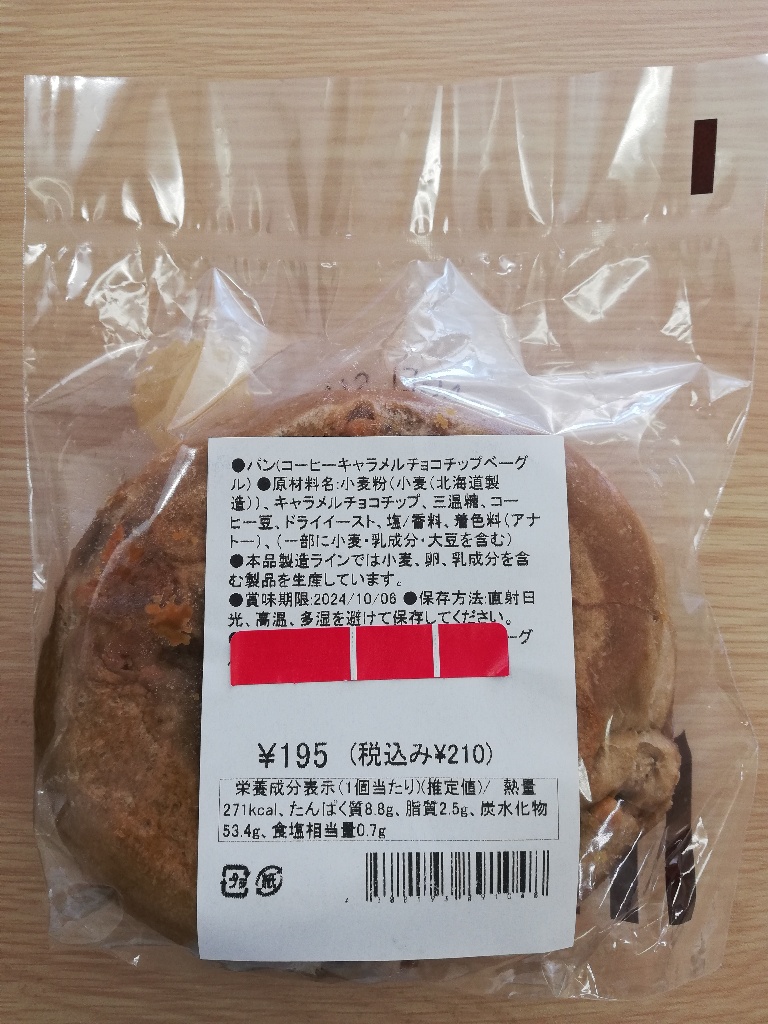 ●パン(コーヒーキャラメルチョコチップベーグ
ル) ●原材料名:小麦粉(小麦(北海道製
造))、キャラメルチョコチップ、三温糖、コー
ヒー豆、ドライイースト、塩/香料、着色料(アナ
トー)、(一部に小麦・乳成分・大豆を含む)
●本品製造ラインでは小麦、卵、乳成分を含
む製品を生産しています。
●賞味期限:2024/10/06 ●保存方法:直射日
光、高温、多湿を避けて保存してください。
ーグ
¥195 (税込み¥210)
栄養成分表示(1個当たり)(推定値)/ 熱量
271kcal、たんぱく質8.8g、脂質2.5g、炭水化物
53.4g、食塩相当量0.7g
プラ 紙